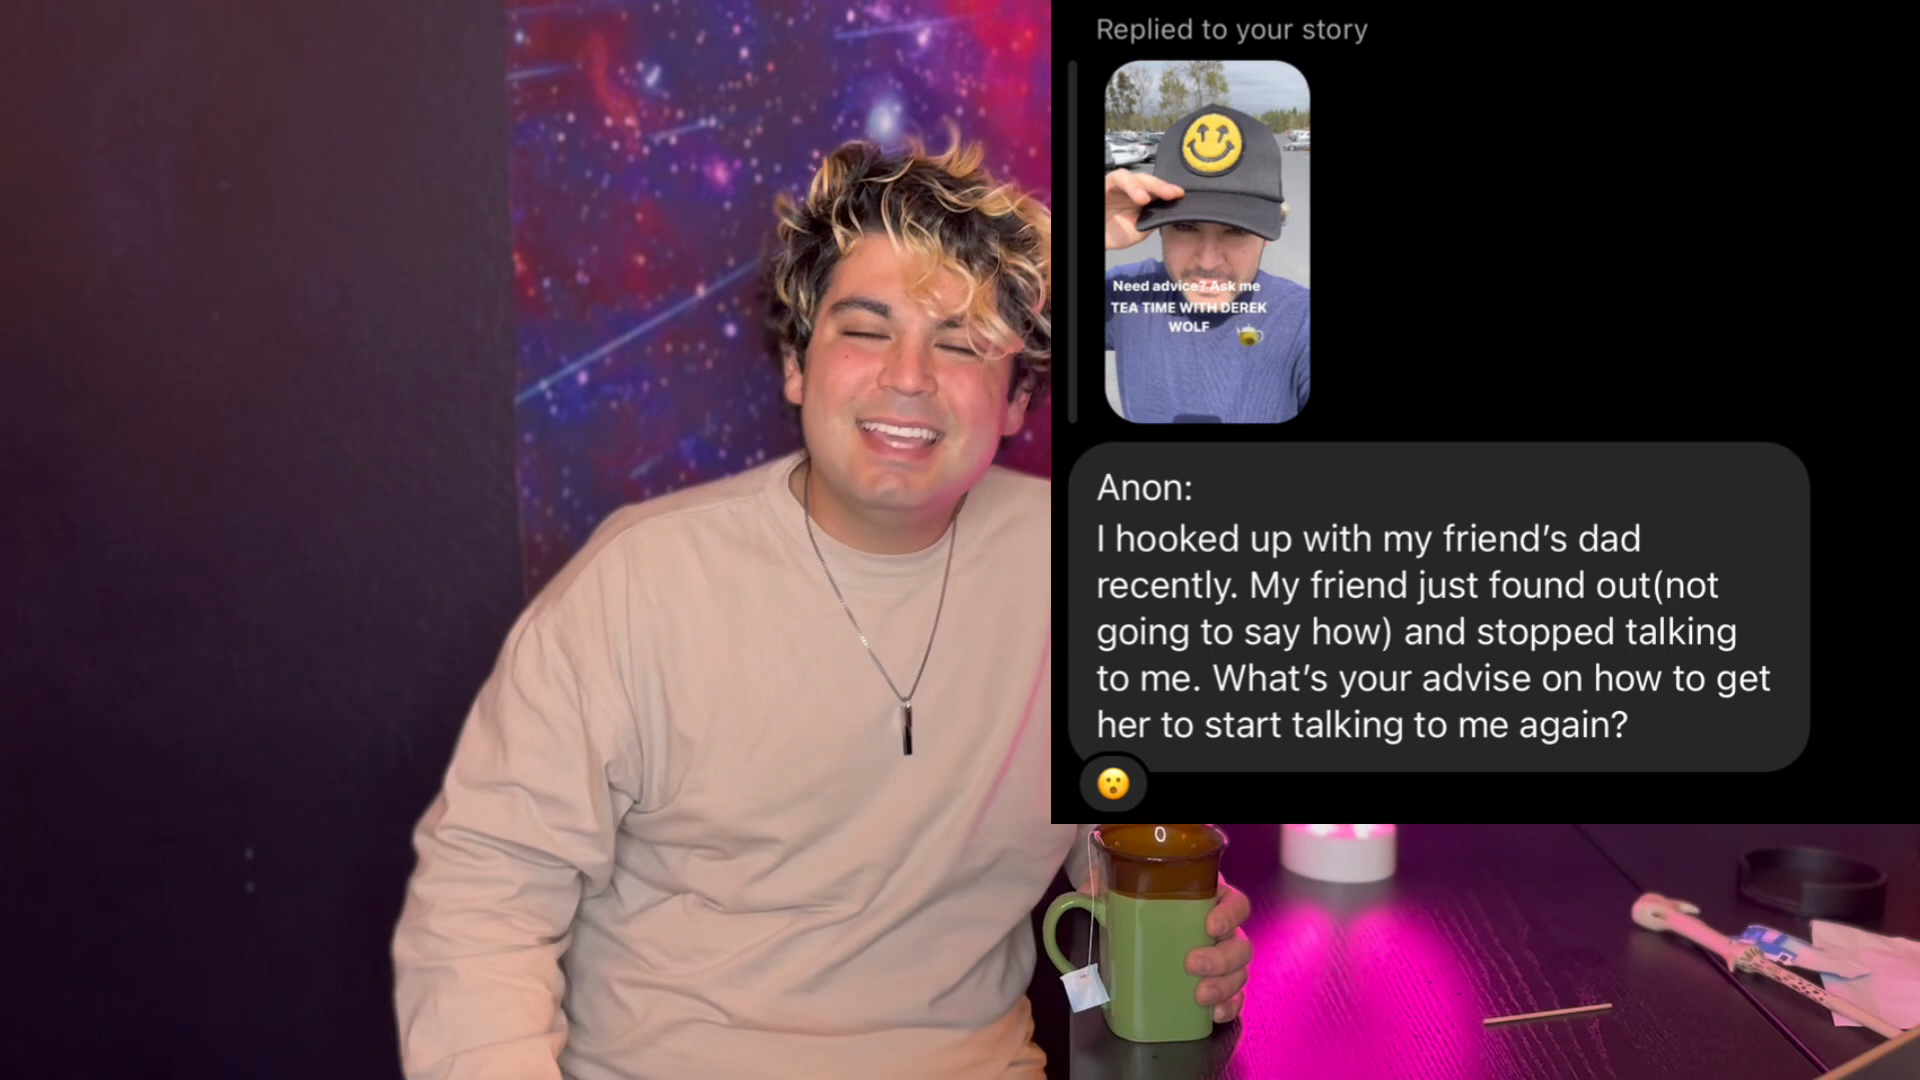 Replied to your story
Need advice? Ask me
TEA TIME WITH DEREK
WOLF
Anon:
I hooked up with my friend’s dad
recently. My friend just found out(not
going to say how) and stopped talking
to me. What’s your advise on how to get
her to start talking to me again?